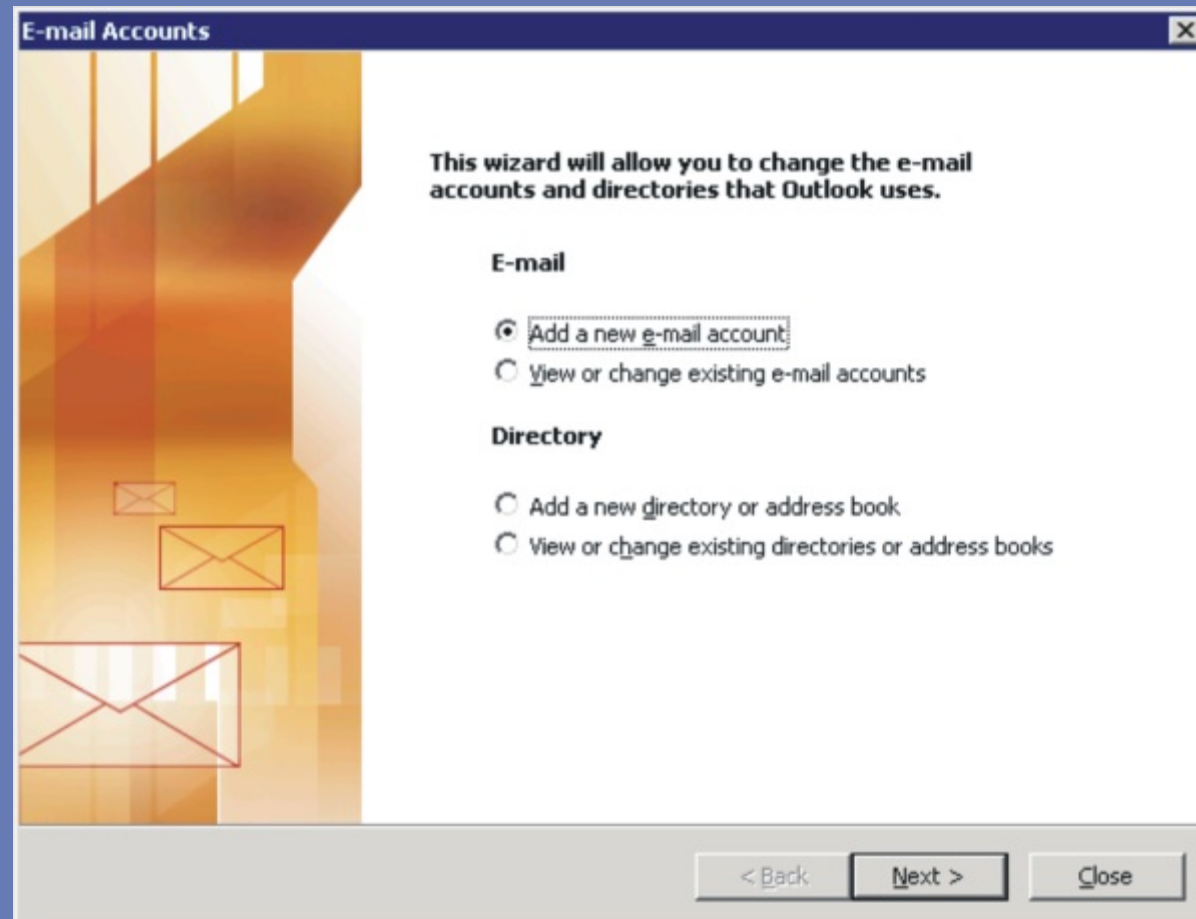 E-mail Accounts
This wizard will allow you to change the e-mail
accounts and directories that Outlook uses.
E-mail
Add a new e-mail account
View or change existing e-mail accounts
Directory
Add a new directory or address book
View or change existing directories or address books
< Back
Next >
Close